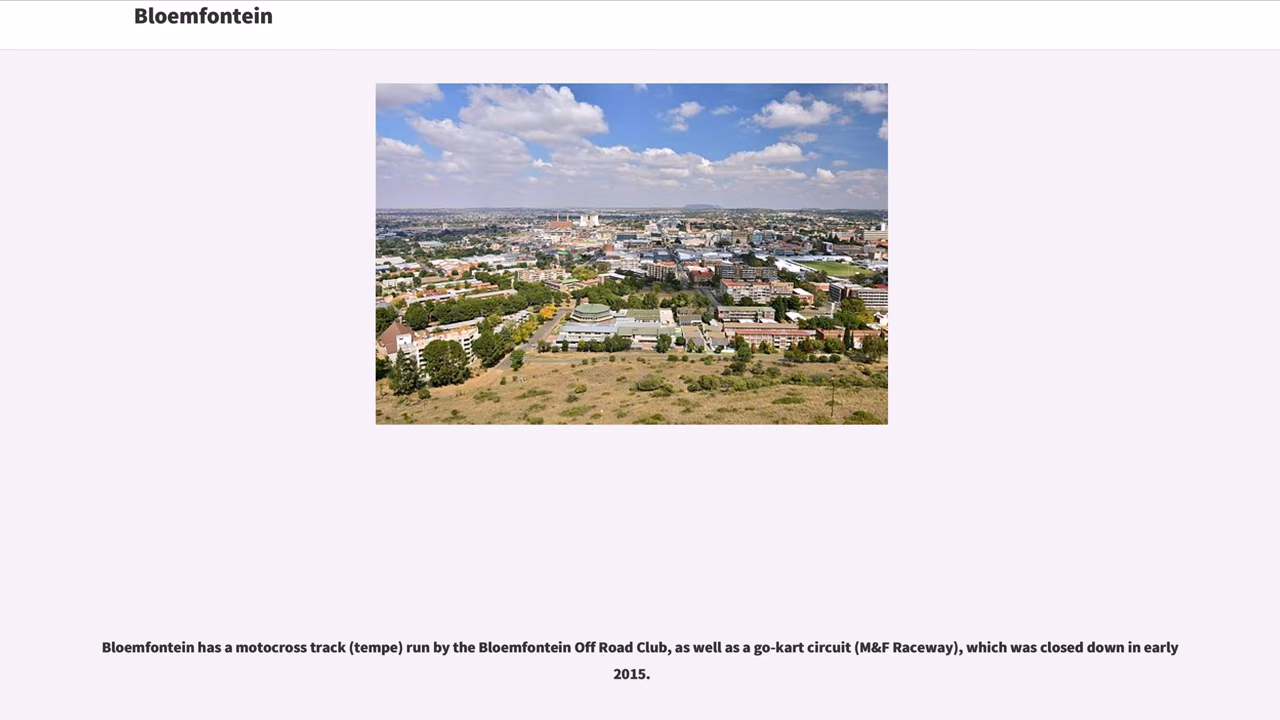 Bloemfontein
Bloemfontein has a motocross track (tempe) run by the Bloemfontein Off Road Club, as well as a go-kart circuit (M&F Raceway), which was closed down in early
2015.